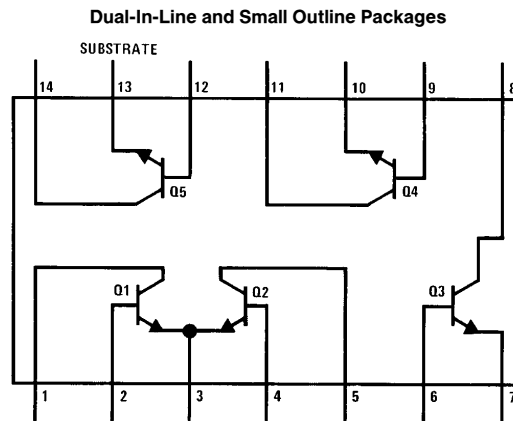 Dual-In-Line and Small Outline Packages
SUBSTRATE
14 13 12 11 10 9 8
Q5 Q4
Q1 Q2 Q3
1 2 3 4 5 6 7